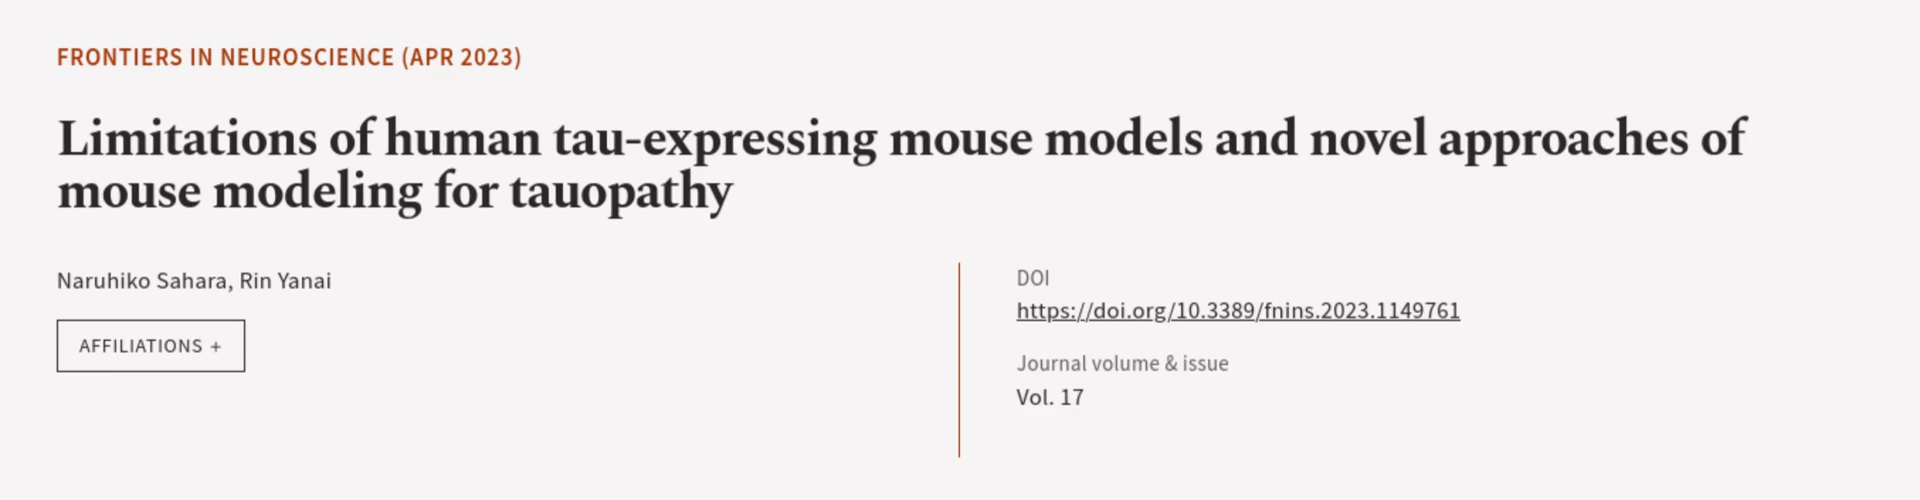 FRONTIERS IN NEUROSCIENCE (APR 2023)
Limitations of human tau-expressing mouse models and novel approaches of
mouse modeling for tauopathy
Naruhiko Sahara, Rin Yanai
AFFILIATIONS +
DOI
https://doi.org/10.3389/fnins.2023.1149761
Journal volume & issue
Vol. 17